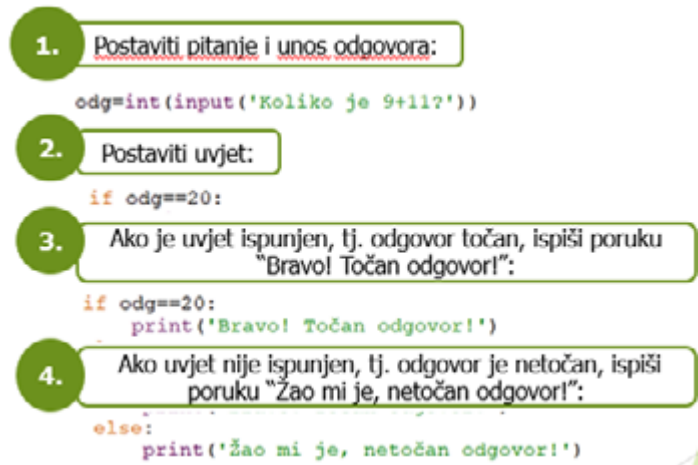 1. Postaviti pitanje i unos odgovora:
odg=int(input('Koliko je 9+11?'))
2. Postaviti uvjet:
if odg==20:
3. Ako je uvjet ispunjen, tj. odgovor točan, ispiši poruku
“Bravo! Točan odgovor!”:
if odg==20:
print('Bravo! Točan odgovor!')
4. Ako uvjet nije ispunjen, tj. odgovor je netočan, ispiši
poruku “Žao mi je, netočan odgovor!”:
else:
print('Žao mi je, netočan odgovor!')